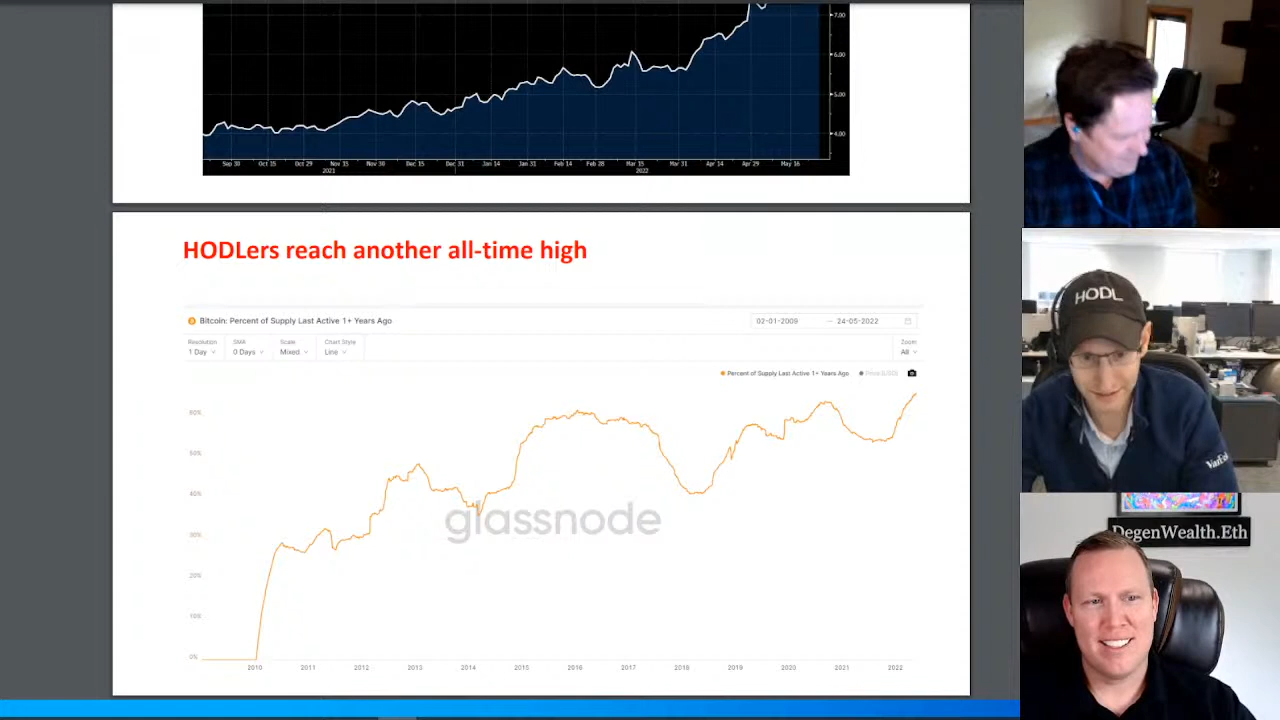 7.00
6.00
5.00
4.00
Sep 30 Oct 15 Oct 29 Nov 15 Nov 30 Dec 15 Dec 31 Jan 14 Jan 31 Feb 14 Feb 28 Mar 15 Mar 31 Apr 14 Apr 29 May 16
2021 2022
HODLers reach another all-time high
Bitcoin: Percent of Supply Last Active 1+ Years Ago
02-01-2009 — 24-05-2022
Resolution SMA Scale Chart Style Zoom
1 Day 0 Days Mixed Line All
Percent of Supply Last Active 1+ Years Ago Price [USD]
60%
50%
40%
30%
20%
10%
0%
glassnode
2010 2011 2012 2013 2014 2015 2016 2017 2018 2019 2020 2021 2022
HODL
DegenWealth.Eth